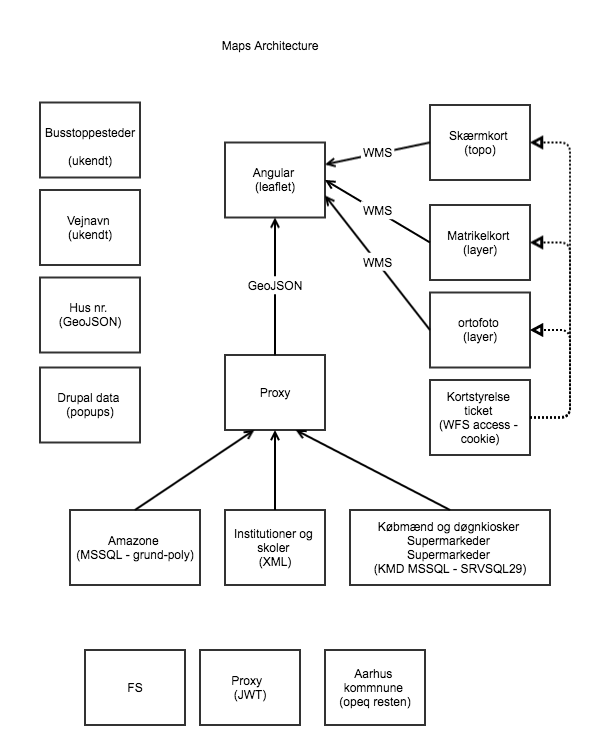 Maps Architecture
Busstoppesteder
(ukendt)
Vejnavn
(ukendt)
Hus nr.
(GeoJSON)
Drupal data
(popups)
Angular
(leaflet)
WMS
WMS
WMS
Skærmkort
(topo)
Matrikelkort
(layer)
ortofoto
(layer)
Kortstyrelse
ticket
(WFS access -
cookie)
GeoJSON
Proxy
Amazone
(MSSQL - grund-poly)
Institutioner og
skoler
(XML)
Købmænd og døgnkiosker
Supermarkeder
Supermarkeder
(KMD MSSQL - SRVSQL29)
FS
Proxy
(JWT)
Aarhus
kommnune
(opeq resten)